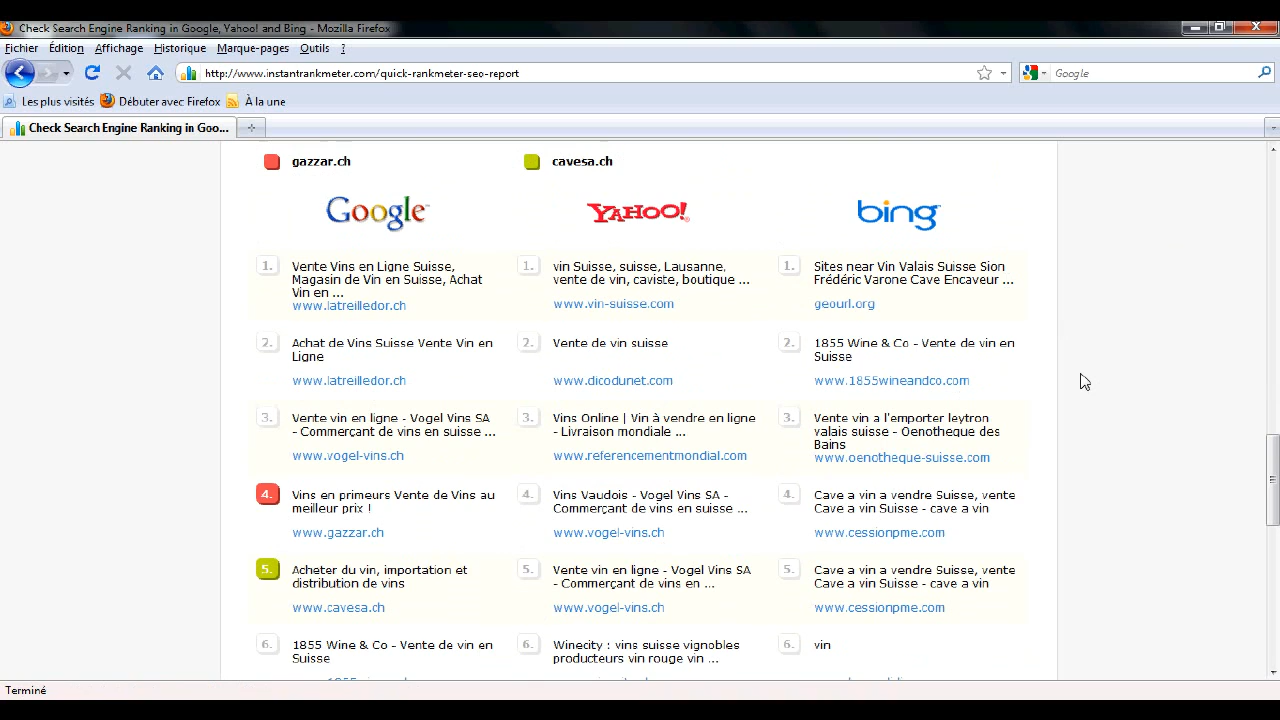 Check Search Engine Ranking in Google, Yahoo! and Bing - Mozilla Firefox
Fichier Édition Affichage Historique Marque-pages Outils ?
http://www.instantrankmeter.com/quick-rankmeter-seo-report
Google
Les plus visités Débuter avec Firefox À la une
Check Search Engine Ranking in Goo...
gazzar.ch
cavesa.ch
Google
YAHOO!
bing
1.
Vente Vins en Ligne Suisse,
Magasin de Vin en Suisse, Achat
Vin en ...
www.latreilledor.ch
1.
vin Suisse, suisse, Lausanne,
vente de vin, caviste, boutique ...
www.vin-suisse.com
1.
Sites near Vin Valais Suisse Sion
Frédéric Varone Cave Encaveur ...
geourl.org
2.
Achat de Vins Suisse Vente Vin en
Ligne
www.latreilledor.ch
2.
Vente de vin suisse
www.dicodunet.com
2.
1855 Wine & Co - Vente de vin en
Suisse
www.1855wineandco.com
3.
Vente vin en ligne - Vogel Vins SA
- Commerçant de vins en suisse ...
www.vogel-vins.ch
3.
Vins Online | Vin à vendre en ligne
- Livraison mondiale ...
www.referencementmondial.com
3.
Vente vin a l'emporter leytron
valais suisse - Oenotheque des
Bains
www.oenotheque-suisse.com
4.
Vins en primeurs Vente de Vins au
meilleur prix !
www.gazzar.ch
4.
Vins Vaudois - Vogel Vins SA -
Commerçant de vins en suisse ...
www.vogel-vins.ch
4.
Cave a vin a vendre Suisse, vente
Cave a vin Suisse - cave a vin
www.cessionpme.com
5.
Acheter du vin, importation et
distribution de vins
www.cavesa.ch
5.
Vente vin en ligne - Vogel Vins SA
- Commerçant de vins en ...
www.vogel-vins.ch
5.
Cave a vin a vendre Suisse, vente
Cave a vin Suisse - cave a vin
www.cessionpme.com
6.
1855 Wine & Co - Vente de vin en
Suisse
6.
Winecity : vins suisse vignobles
producteurs vin rouge vin ...
6.
vin
Terminé